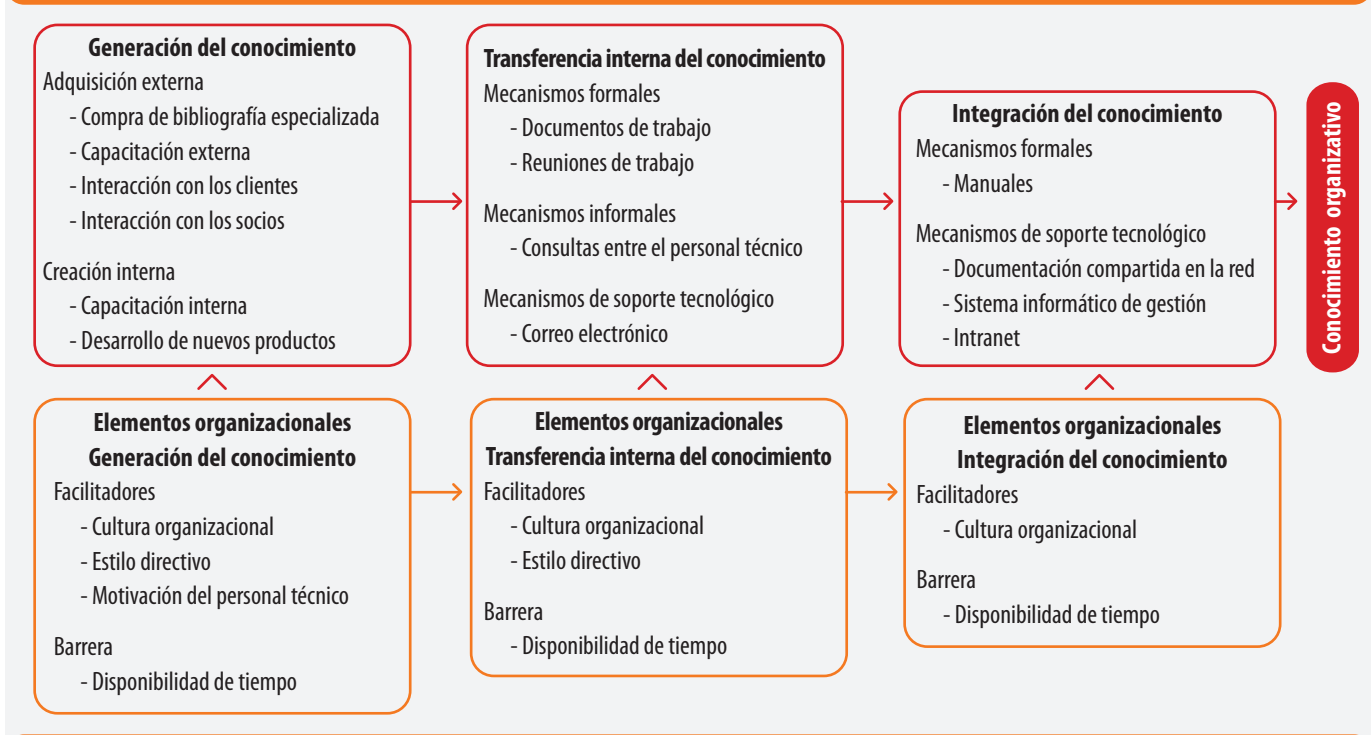 Generación del conocimiento
Adquisición externa
- Compra de bibliografía especializada
- Capacitación externa
- Interacción con los clientes
- Interacción con los socios
Creación interna
- Capacitación interna
- Desarrollo de nuevos productos
Transferencia interna del conocimiento
Mecanismos formales
- Documentos de trabajo
- Reuniones de trabajo
Mecanismos informales
- Consultas entre el personal técnico
Mecanismos de soporte tecnológico
- Correo electrónico
Integración del conocimiento
Mecanismos formales
- Manuales
Mecanismos de soporte tecnológico
- Documentación compartida en la red
- Sistema informático de gestión
- Intranet
Conocimiento organizativo
Elementos organizacionales
Generación del conocimiento
Facilitadores
- Cultura organizacional
- Estilo directivo
- Motivación del personal técnico
Barrera
- Disponibilidad de tiempo
Elementos organizacionales
Transferencia interna del conocimiento
Facilitadores
- Cultura organizacional
- Estilo directivo
Barrera
- Disponibilidad de tiempo
Elementos organizacionales
Integración del conocimiento
Facilitadores
- Cultura organizacional
Barrera
- Disponibilidad de tiempo